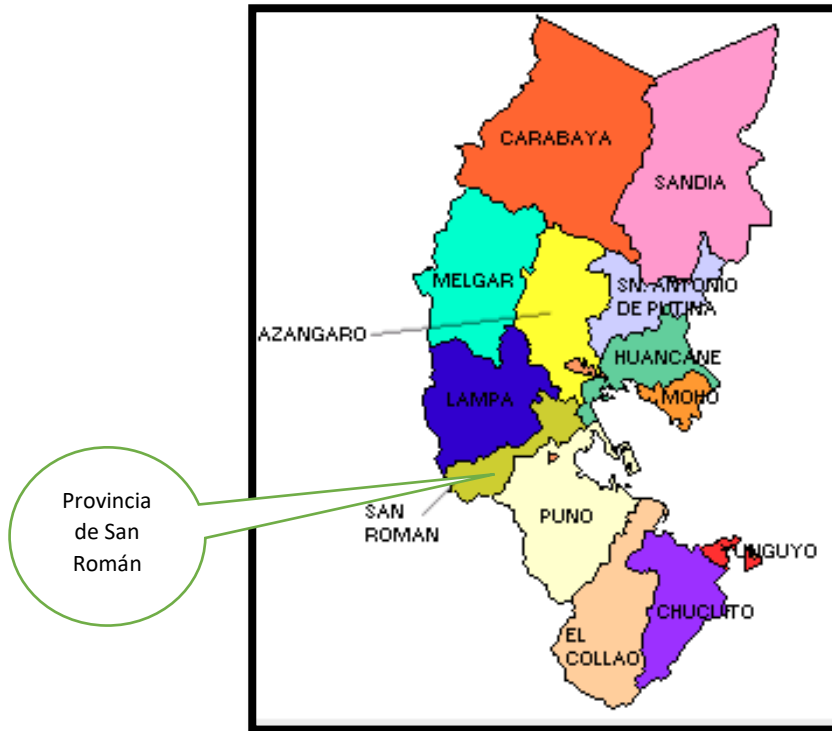 CARABAYA
SANDIA
MELGAR
SN. ANTONIO
DE PUTINA
AZANGARO
HUANCANE
LAMPA
MOHO
Provincia
de San
Román
SAN
ROMAN
PUNO
UNGUYO
CHUCUITO
EL
COLLAO